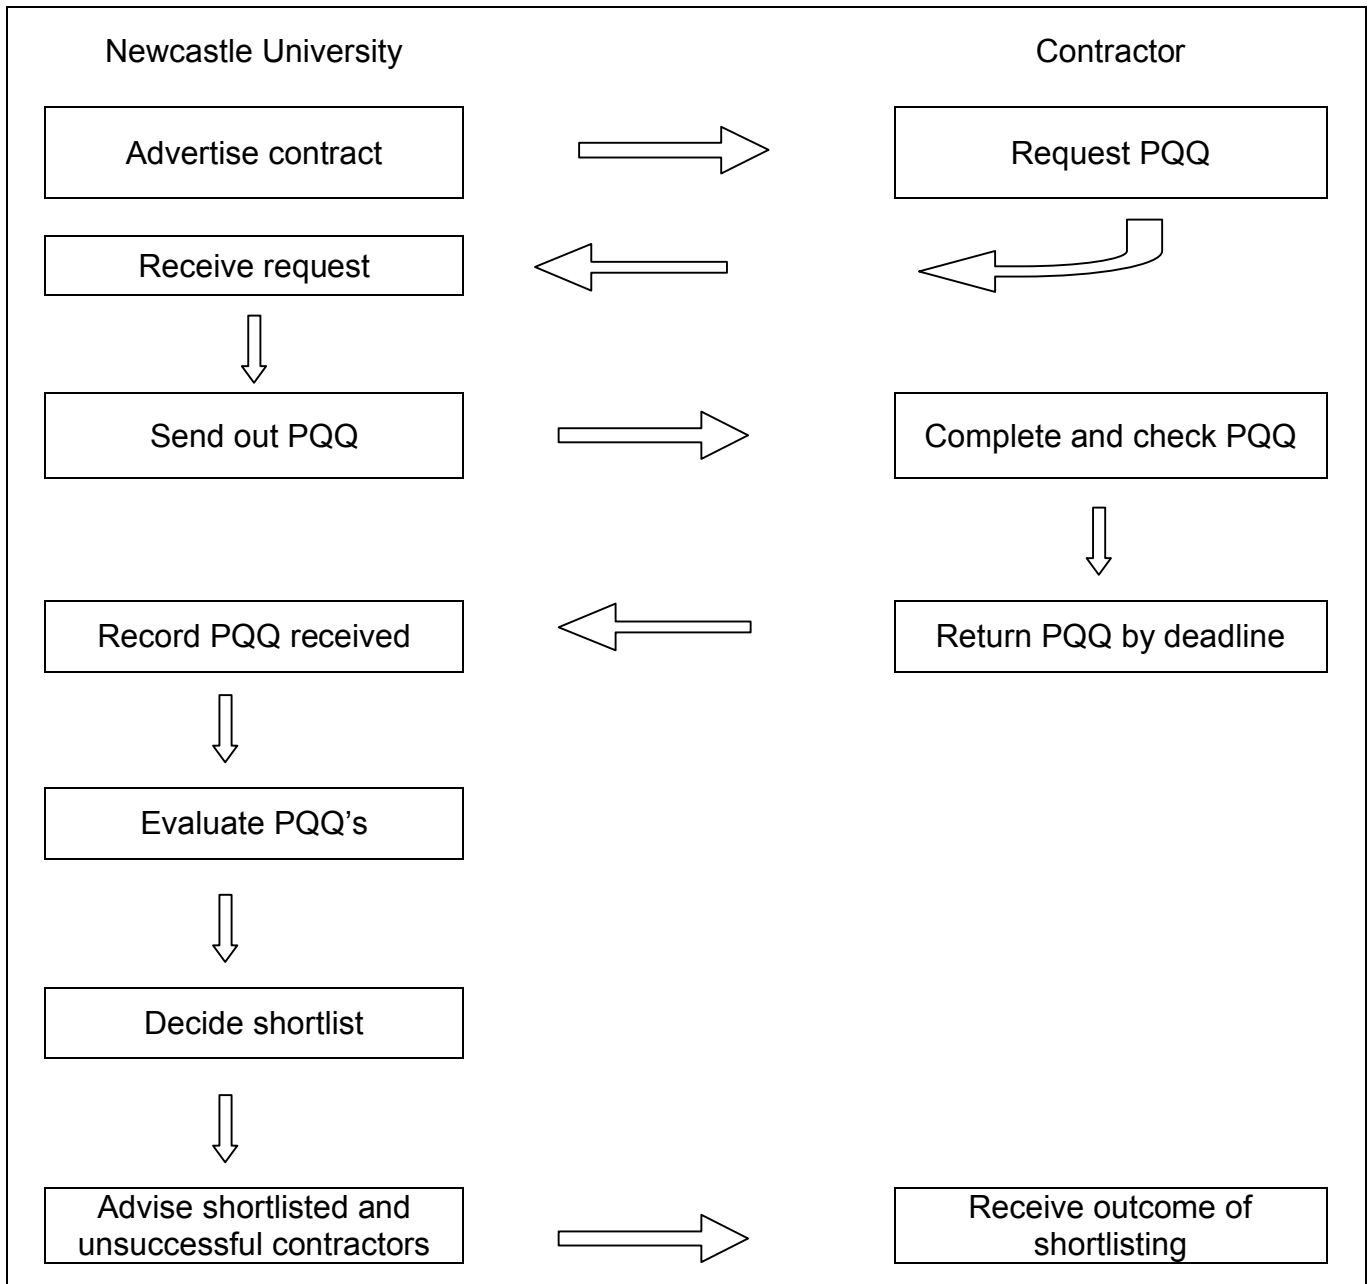 Newcastle University
Contractor
Advertise contract
Request PQQ
Receive request
Send out PQQ
Complete and check PQQ
Record PQQ received
Return PQQ by deadline
Evaluate PQQ’s
Decide shortlist
Advise shortlisted and
unsuccessful contractors
Receive outcome of
shortlisting